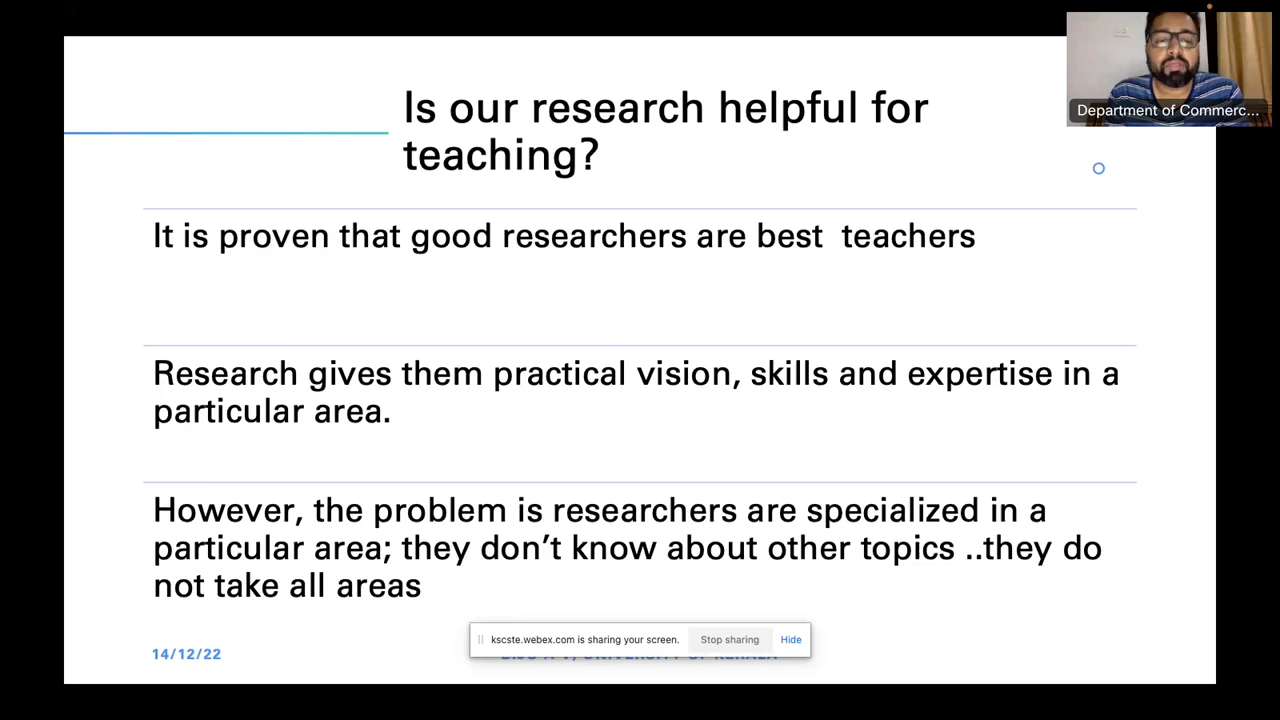 Is our research helpful for
teaching?
Department of Commerc...
It is proven that good researchers are best  teachers
Research gives them practical vision, skills and expertise in a
particular area.
However, the problem is researchers are specialized in a
particular area; they don’t know about other topics ..they do
not take all areas
kscste.webex.com is sharing your screen.
Stop sharing
Hide
14/12/22